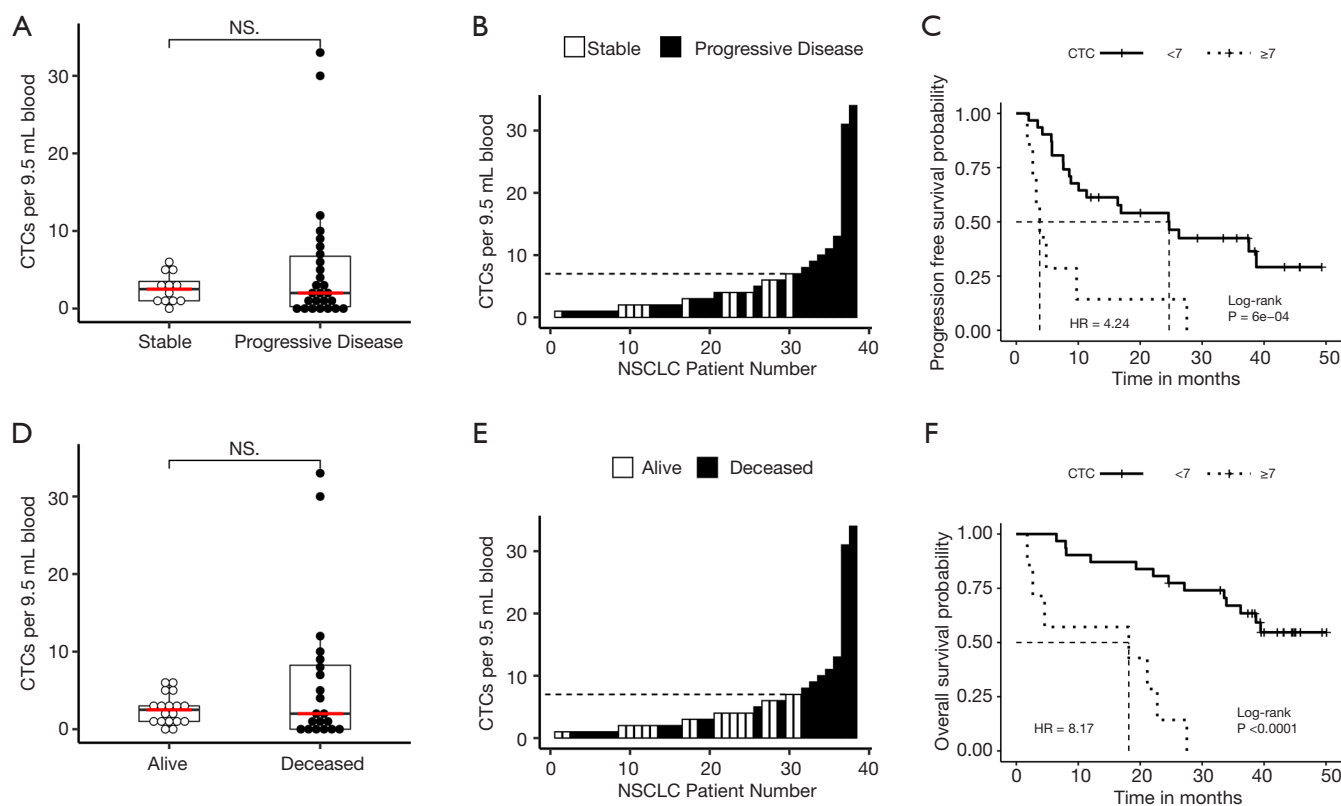 A
NS.
CTCs per 9.5 mL blood
30
20
10
0
Stable
Progressive Disease
B
Stable
Progressive Disease
CTCs per 9.5 mL blood
30
20
10
0
0
10
20
30
40
NSCLC Patient Number
C
CTC
<7
≥7
Progression free survival probability
1.00
0.75
0.50
0.25
0.00
HR = 4.24
Log-rank
P = 6e−04
0
10
20
30
40
50
Time in months
D
NS.
CTCs per 9.5 mL blood
30
20
10
0
Alive
Deceased
E
Alive
Deceased
CTCs per 9.5 mL blood
30
20
10
0
0
10
20
30
40
NSCLC Patient Number
F
CTC
<7
≥7
Overall survival probability
1.00
0.75
0.50
0.25
0.00
HR = 8.17
Log-rank
P <0.0001
0
10
20
30
40
50
Time in months